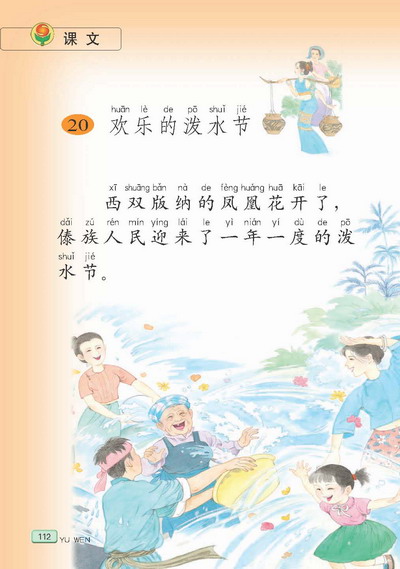 课文
huān lè de pō shuǐ jié
20 欢乐的泼水节
xī shuāng bǎn nà de fèng huáng huā kāi le
西双版纳的凤凰花开了，
dǎi zú rén mín yíng lái le yì nián yí dù de pō
傣族人民迎来了一年一度的泼
shuǐ jié
水节。
112 YU WEN